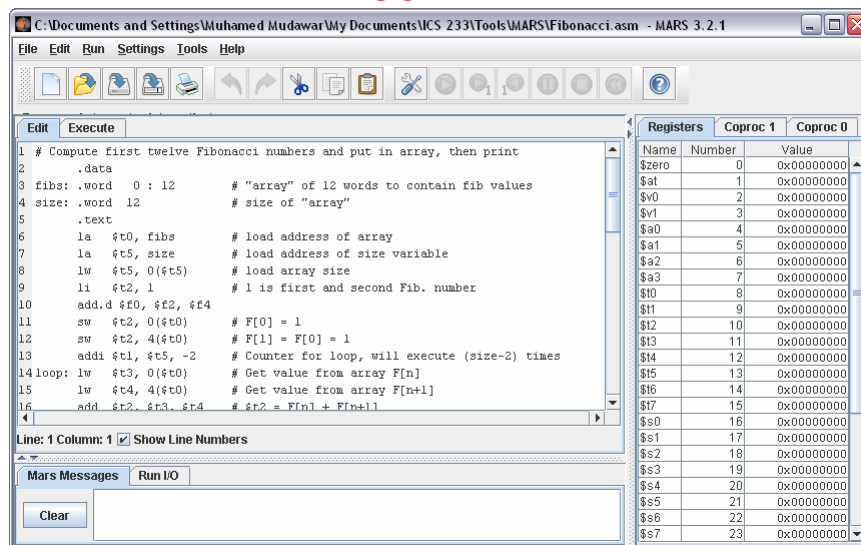 C:\Documents and Settings\Muhamed Mudawar\My Documents\ICS 233\Tools\MARS\Fibonacci.asm - MARS 3.2.1
File Edit Run Settings Tools Help
Edit Execute
1 # Compute first twelve Fibonacci numbers and put in array, then print
2 .data
3 fibs: .word 0 : 12 # "array" of 12 words to contain fib values
4 size: .word 12 # size of "array"
5 .text
6 la $t0, fibs # load address of array
7 la $t5, size # load address of size variable
8 lw $t5, 0($t5) # load array size
9 li $t2, 1 # 1 is first and second Fib. number
10 add.d $f0, $f2, $f4
11 sw $t2, 0($t0) # F[0] = 1
12 sw $t2, 4($t0) # F[1] = F[0] = 1
13 addi $t1, $t5, -2 # Counter for loop, will execute (size-2) times
14 loop: lw $t3, 0($t0) # Get value from array F[n]
15 lw $t4, 4($t0) # Get value from array F[n+1]
16 add $t2, $t3, $t4 # $t2 = F[n] + F[n+1]
Line: 1 Column: 1 Show Line Numbers
Mars Messages Run I/O
Clear
Registers Coproc 1 Coproc 0
Name Number Value
$zero 0 0x00000000
$at 1 0x00000000
$v0 2 0x00000000
$v1 3 0x00000000
$a0 4 0x00000000
$a1 5 0x00000000
$a2 6 0x00000000
$a3 7 0x00000000
$t0 8 0x00000000
$t1 9 0x00000000
$t2 10 0x00000000
$t3 11 0x00000000
$t4 12 0x00000000
$t5 13 0x00000000
$t6 14 0x00000000
$t7 15 0x00000000
$s0 16 0x00000000
$s1 17 0x00000000
$s2 18 0x00000000
$s3 19 0x00000000
$s4 20 0x00000000
$s5 21 0x00000000
$s6 22 0x00000000
$s7 23 0x00000000